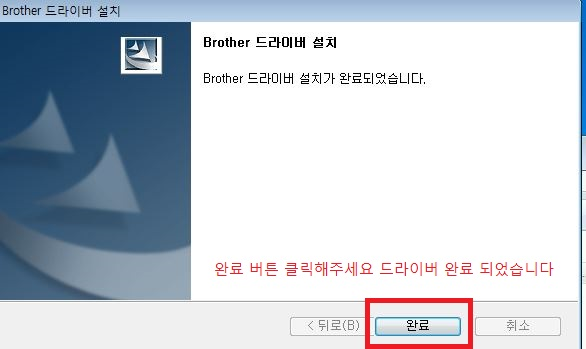 Brother 드라이버 설치
Brother 드라이버 설치
Brother 드라이버 설치가 완료되었습니다.
완료 버튼 클릭해주세요 드라이버 완료 되었습니다
< 뒤로(B)
완료
취소